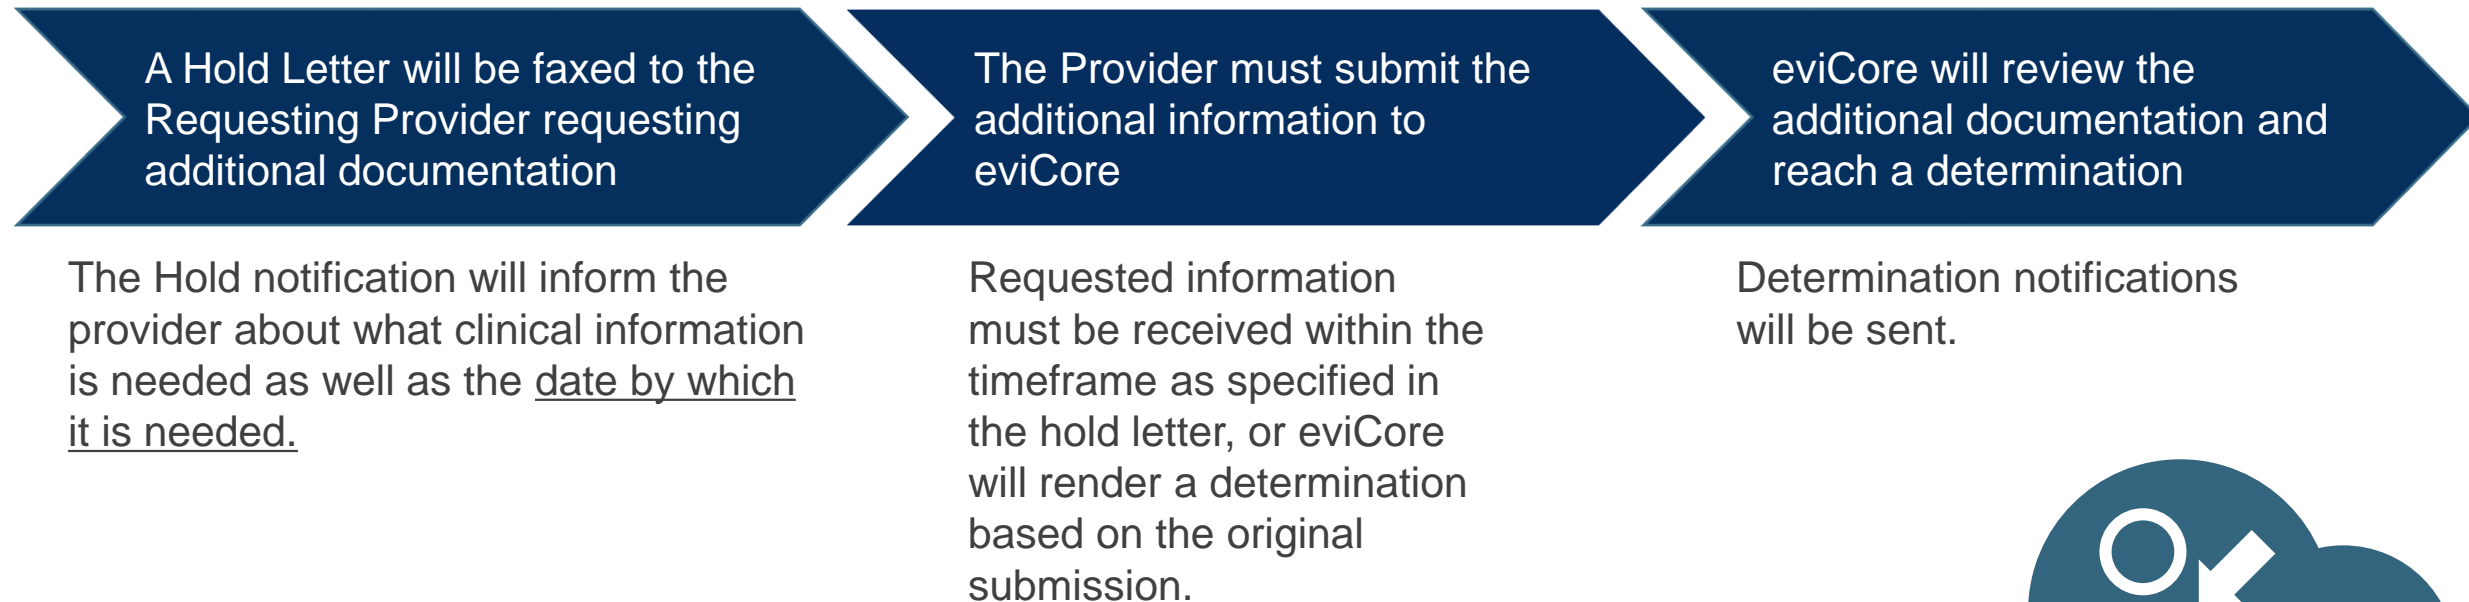 A Hold Letter will be faxed to the
Requesting Provider requesting
additional documentation
The Hold notification will inform the
provider about what clinical information
is needed as well as the date by which
it is needed.
The Provider must submit the
additional information to
eviCore
Requested information
must be received within the
timeframe as specified in
the hold letter, or eviCore
will render a determination
based on the original
submission.
eviCore will review the
additional documentation and
reach a determination
Determination notifications
will be sent.